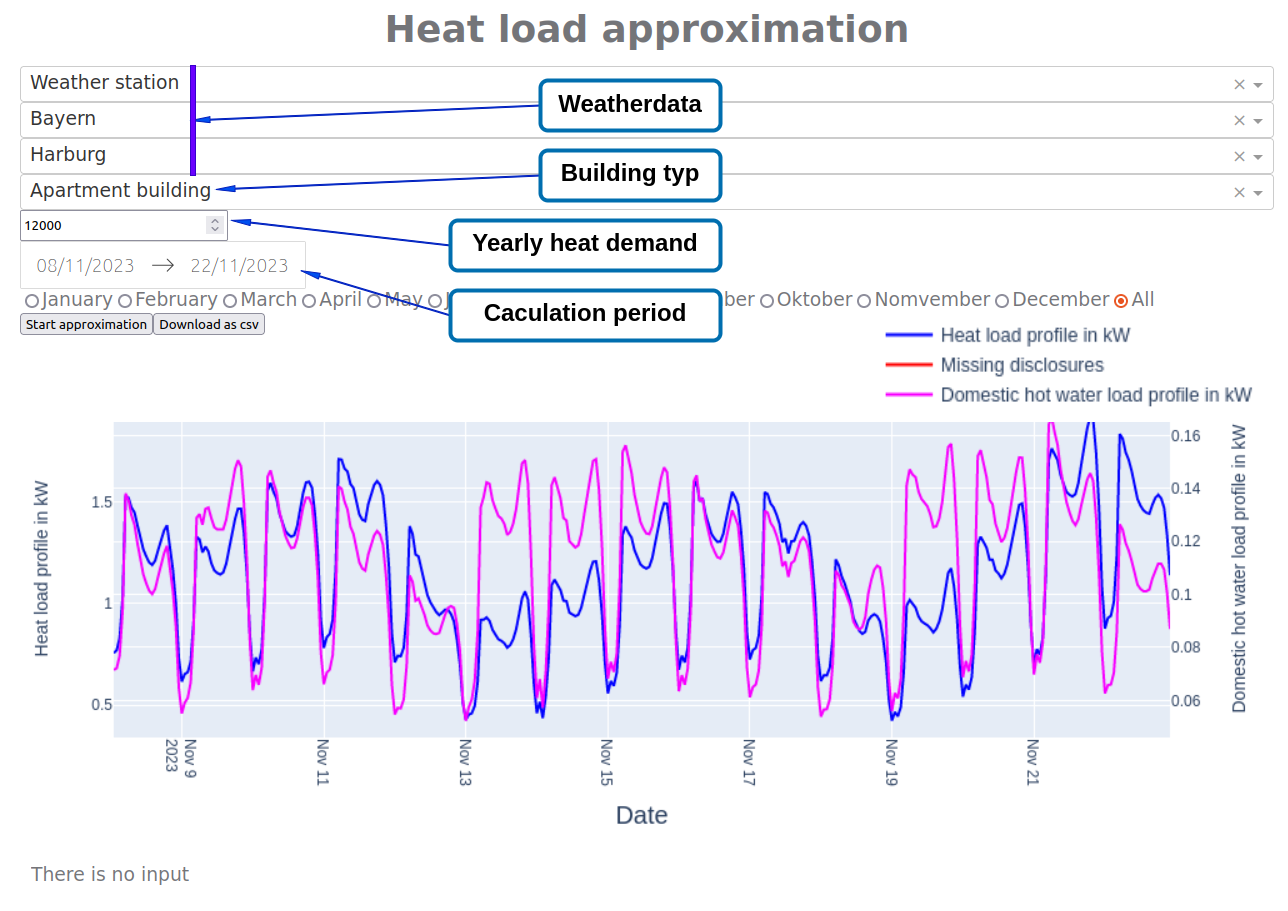 Heat load approximation
Weather station
Weatherdata
Bayern
Harburg
Building typ
Apartment building
12000
Yearly heat demand
08/11/2023 → 22/11/2023
Caculation period
January February March April May ber Oktober Nomvember December All
Start approximation Download as csv
Heat load profile in kW
Missing disclosures
Domestic hot water load profile in kW
Heat load profile in kW
1.5
1
0.5
0.16
0.14
0.12
0.1
0.08
0.06
Domestic hot water load profile in kW
Nov 9
2023
Nov 11
Nov 13
Nov 15
Nov 17
Nov 19
Nov 21
Date
There is no input